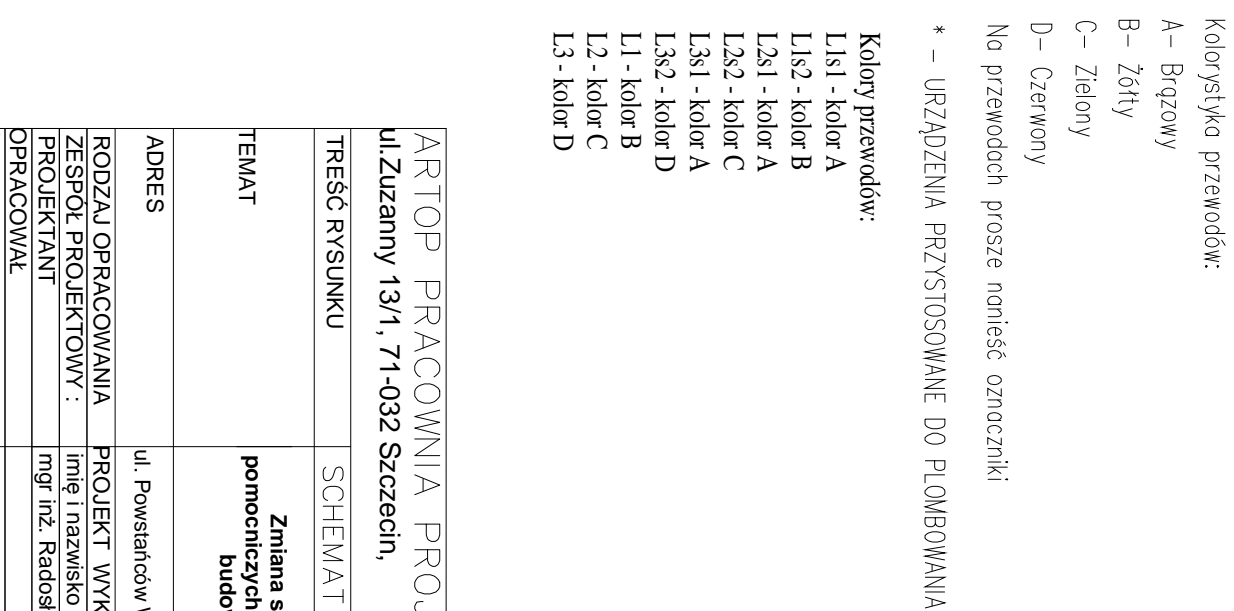 Kolorystyka przewodów:
A– Brązowy
B– Żółty
C– Zielony
D– Czerwony
Na przewodach prosze nanieść oznaczniki
* – URZĄDZENIA PRZYSTOSOWANE DO PLOMBOWANIA
Kolory przewodów:
L1s1 - kolor A
L1s2 - kolor B
L2s1 - kolor A
L2s2 - kolor C
L3s1 - kolor A
L3s2 - kolor D
L1 - kolor B
L2 - kolor C
L3 - kolor D
ARTOP PRACOWNIA PROJ
ul.Zuzanny 13/1, 71-032 Szczecin,
TREŚĆ RYSUNKU SCHEMAT
TEMAT
Zmiana s
pomocniczych
budow
ADRES ul. Powstańców W
RODZAJ OPRACOWANIA PROJEKT WYK
ZESPÓŁ PROJEKTOWY : imię i nazwisko
PROJEKTANT mgr inż. Radosł
OPRACOWAŁ